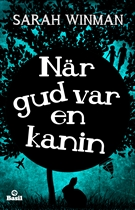 SARAH WINMAN
När
gud var
en
kanin
Basil